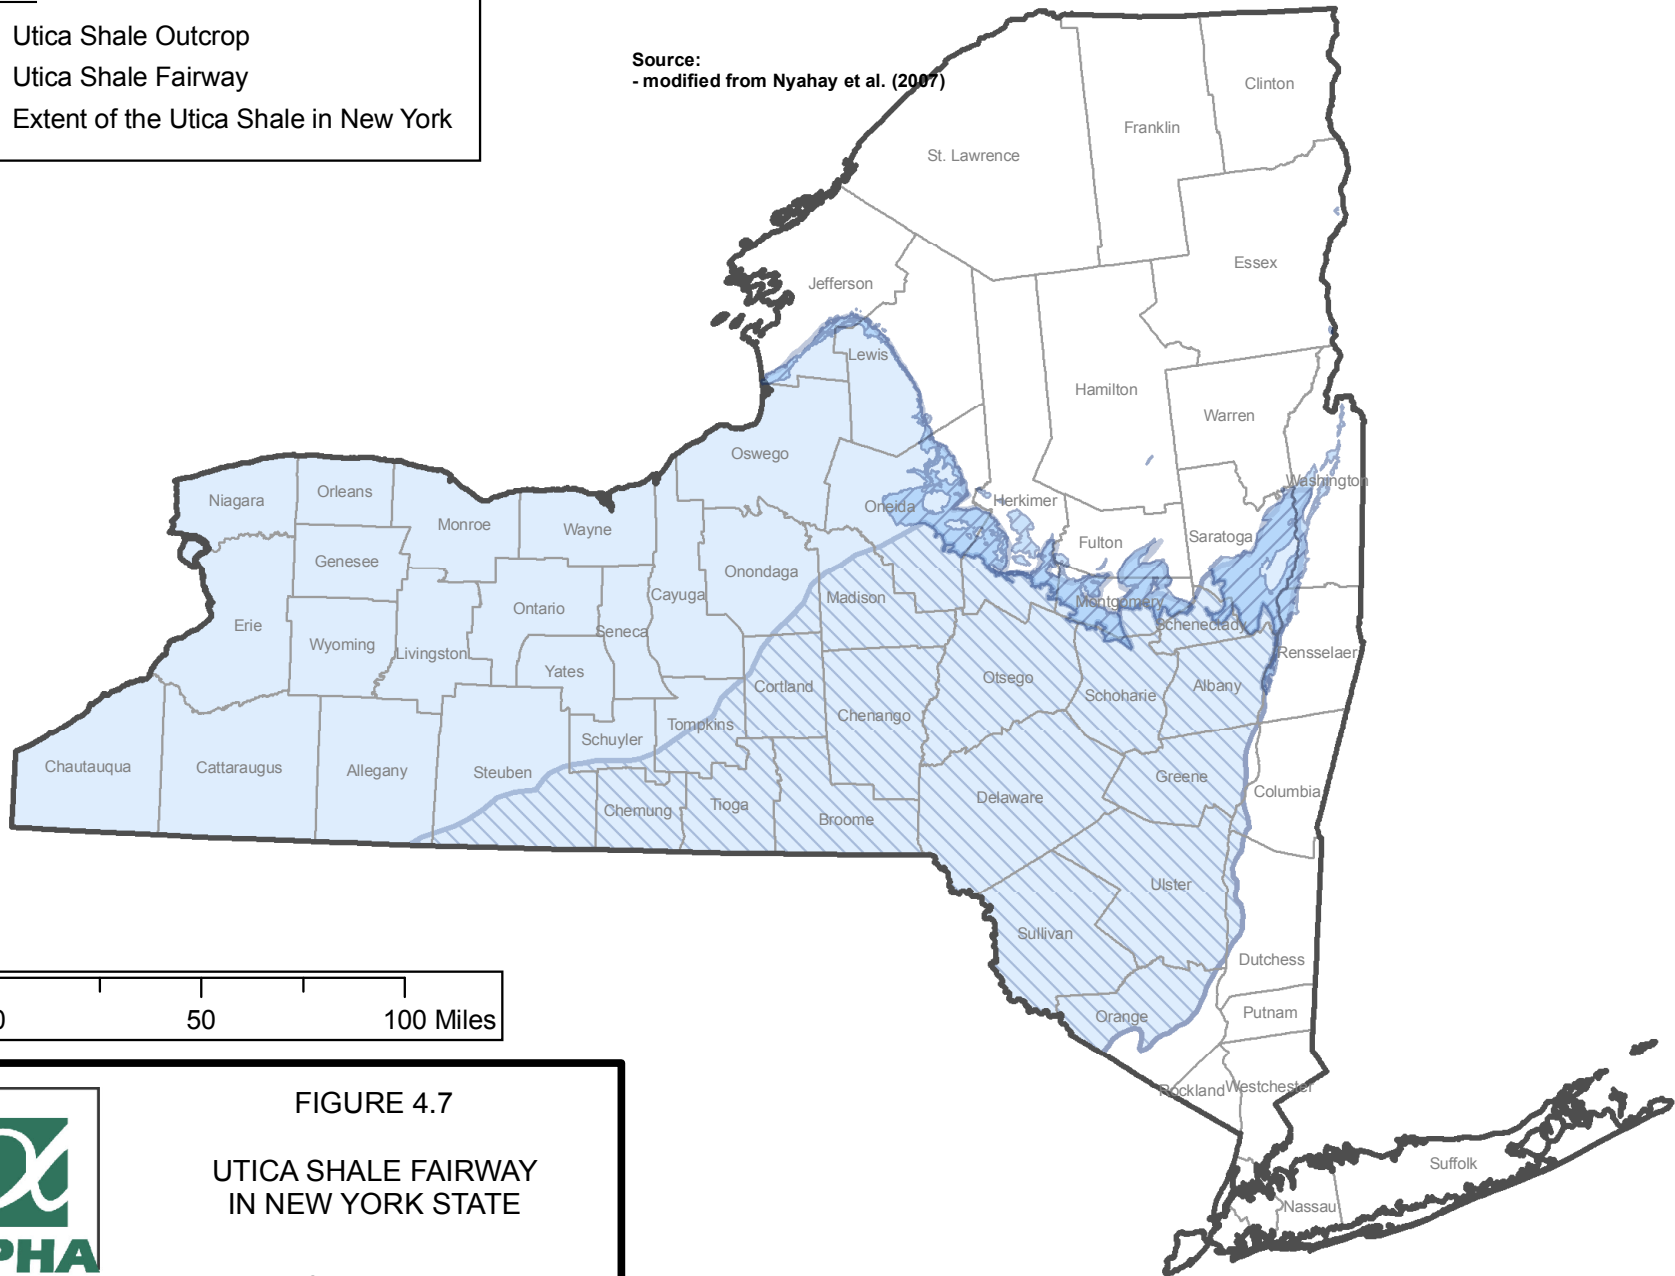 Utica Shale Outcrop
Utica Shale Fairway
Extent of the Utica Shale in New York
Source:
- modified from Nyahay et al. (2007)
Clinton
Franklin
St. Lawrence
Essex
Jefferson
Lewis
Hamilton
Warren
Oswego
Washington
Niagara
Orleans
Monroe
Wayne
Oneida
Herkimer
Fulton
Saratoga
Genesee
Onondaga
Cayuga
Madison
Montgomery
Ontario
Erie
Wyoming
Livingston
Seneca
Schenectady
Rensselaer
Yates
Cortland
Otsego
Schoharie
Albany
Chenango
Tompkins
Schuyler
Chautauqua
Cattaraugus
Allegany
Steuben
Greene
Columbia
Chemung
Tioga
Broome
Delaware
Ulster
Sullivan
Dutchess
Orange
Putnam
Rockland
Westchester
Suffolk
Nassau
0 50 100 Miles
FIGURE 4.7
UTICA SHALE FAIRWAY
IN NEW YORK STATE
PHA